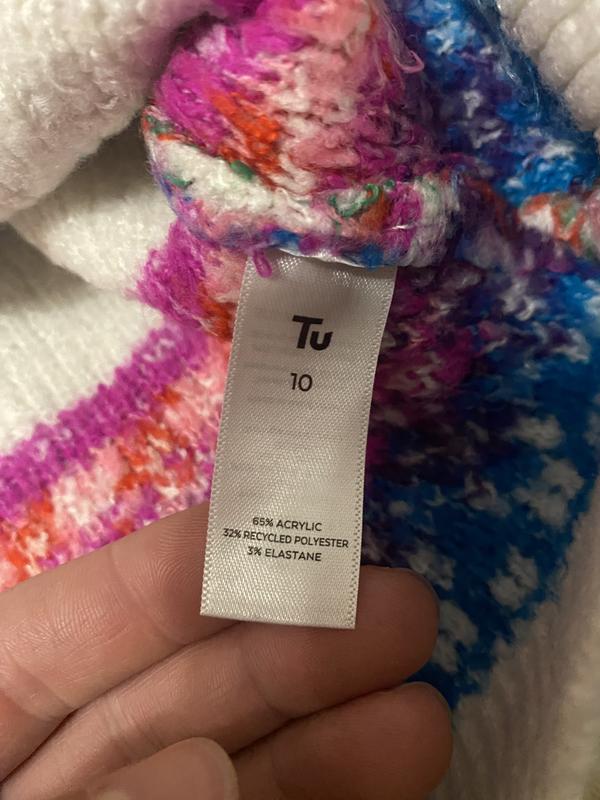 Tu
10
65% ACRYLIC
32% RECYCLED POLYESTER
3% ELASTANE